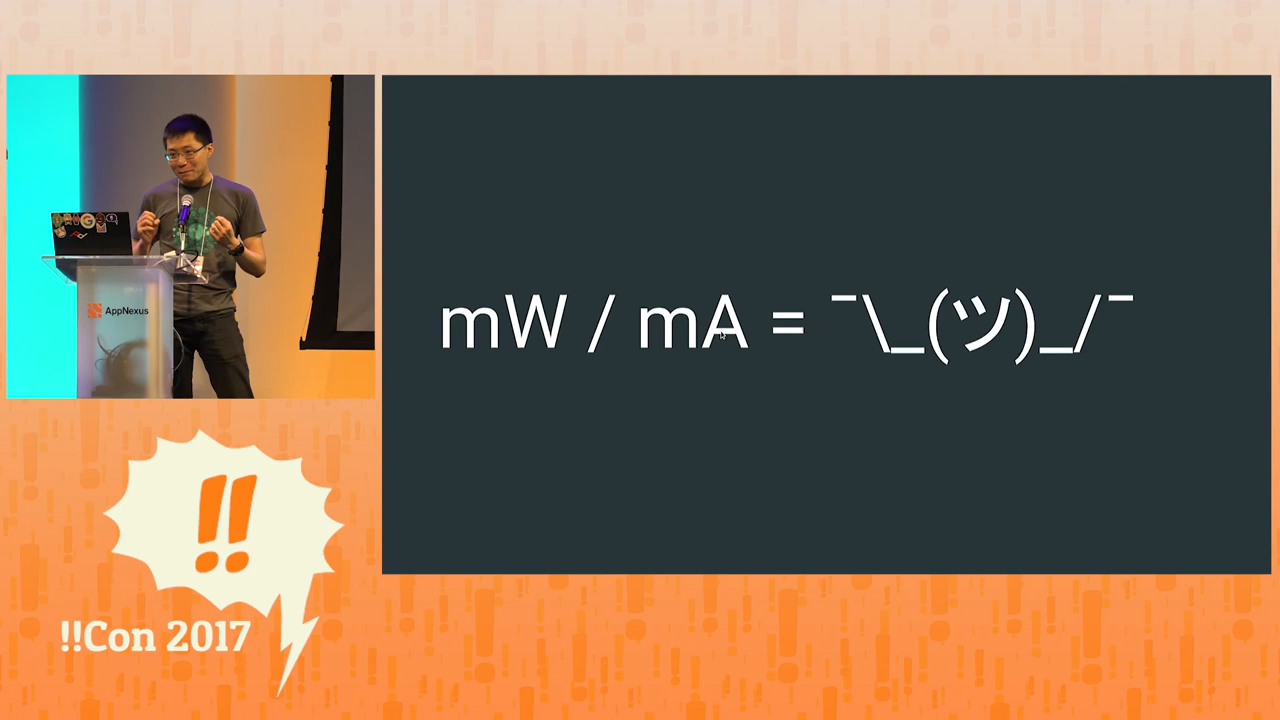 AppNexus
mW / mA = ¯\_(ツ)_/¯
!!
!!Con 2017